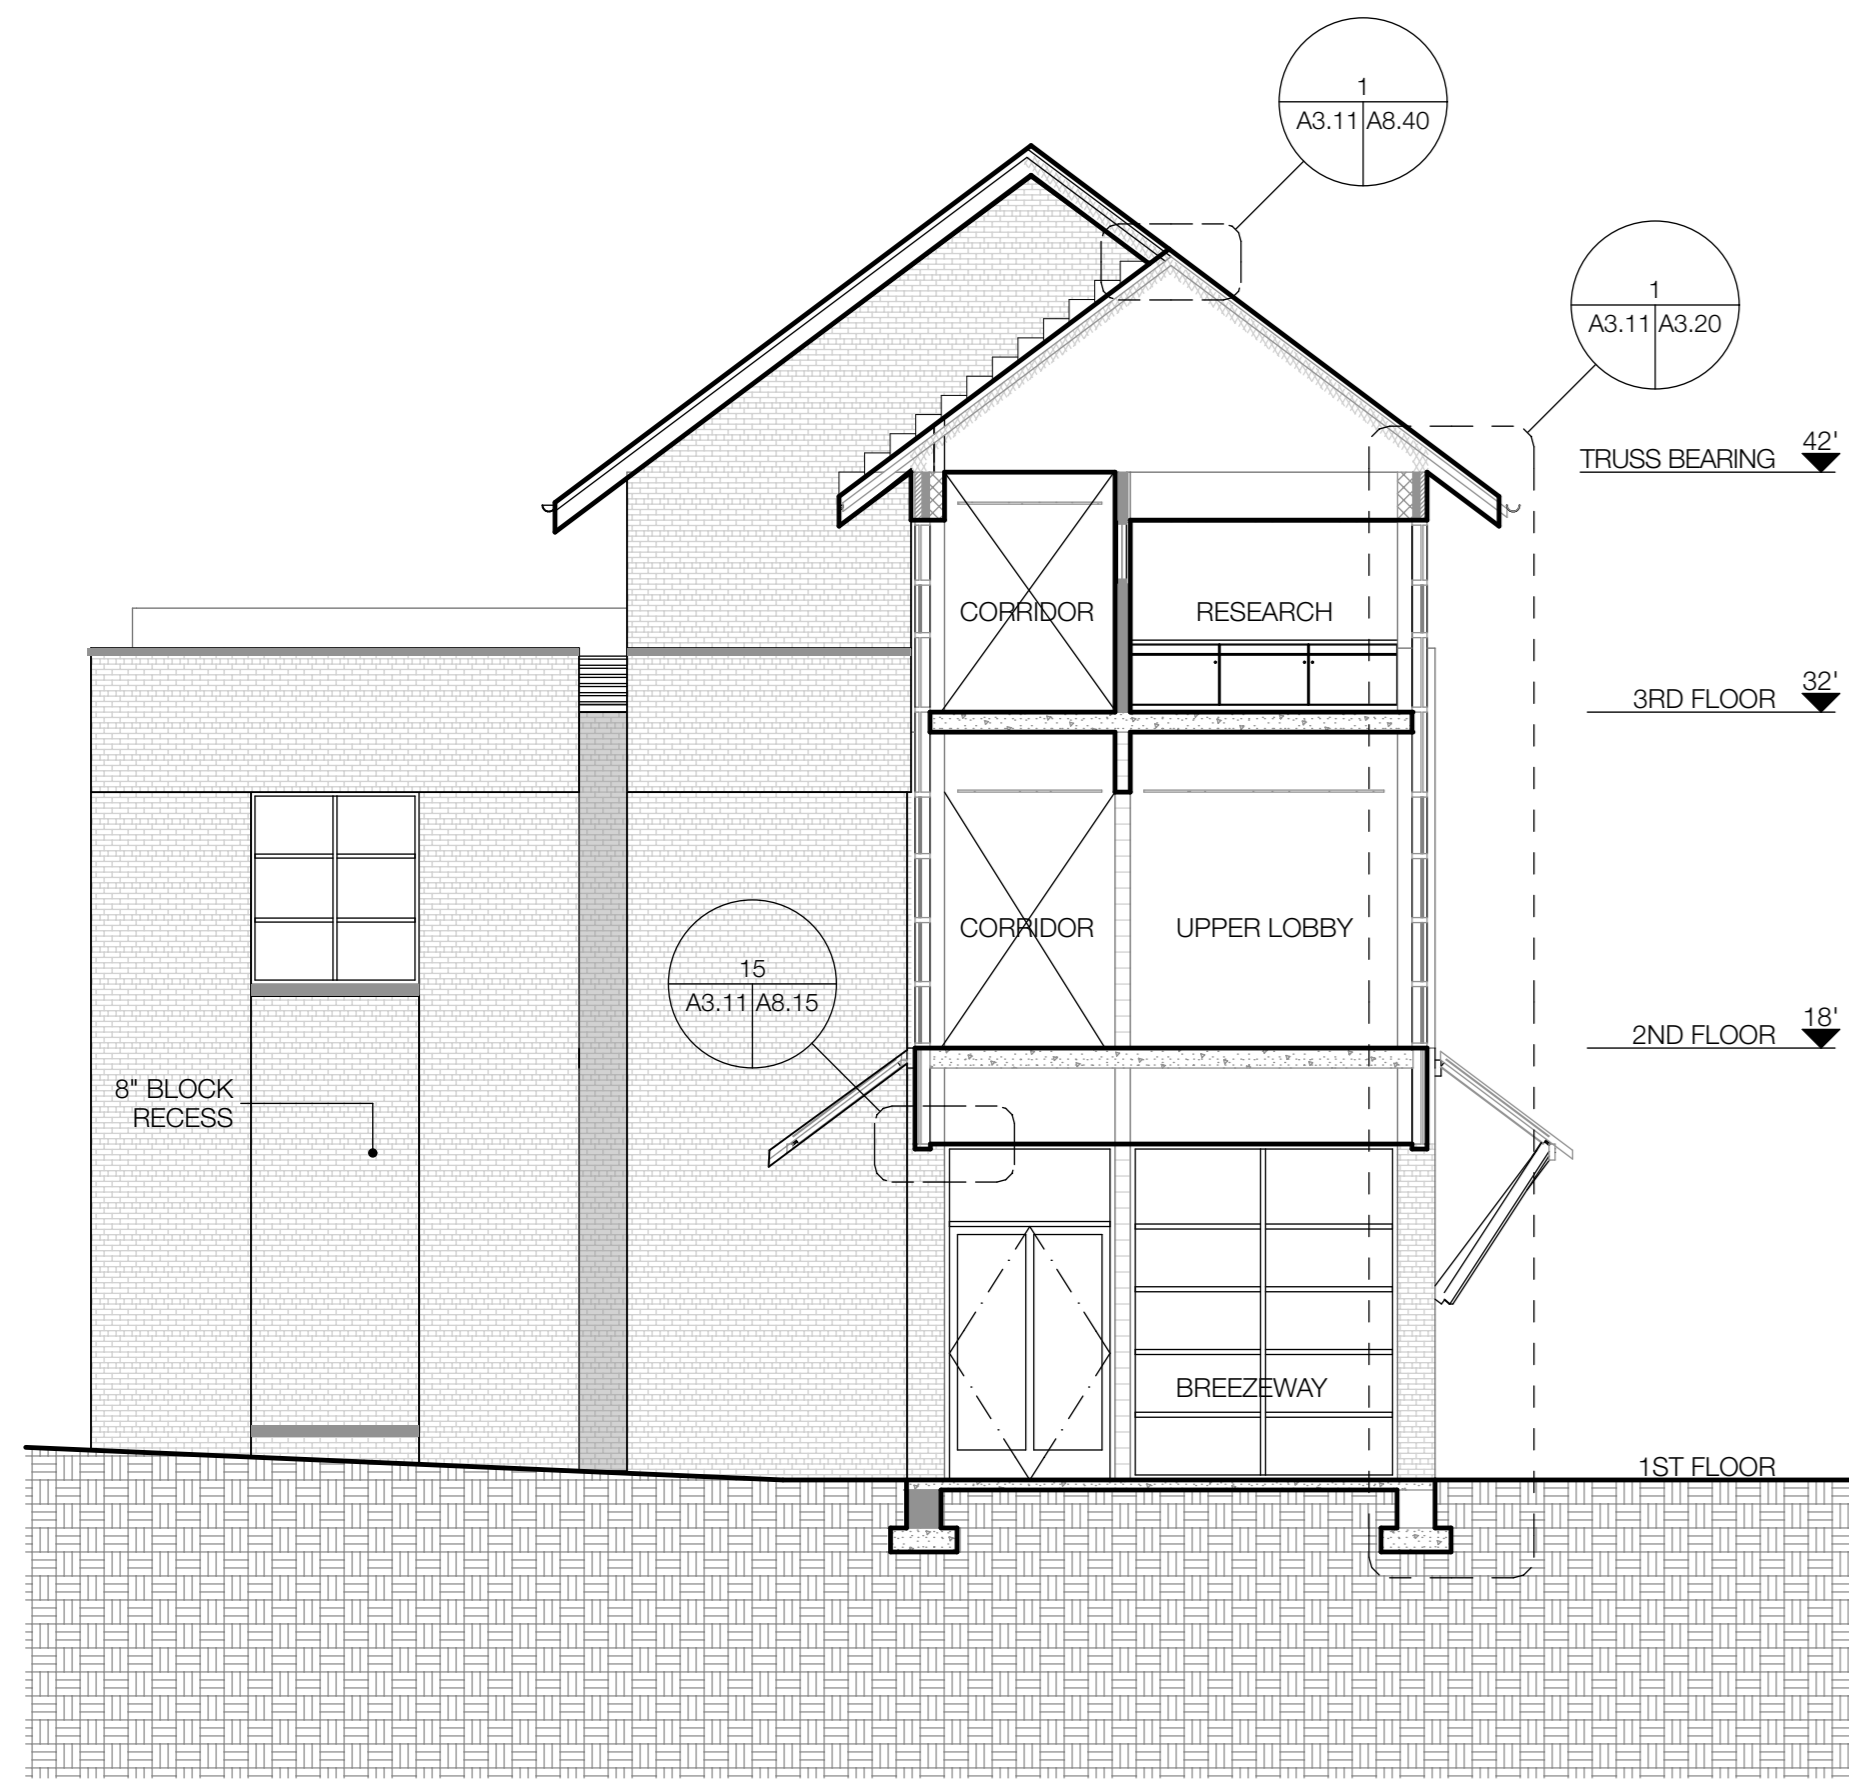 1
A3.11 A8.40
1
A3.11 A3.20
TRUSS BEARING 42'
CORRIDOR RESEARCH
3RD FLOOR 32'
CORRIDOR UPPER LOBBY
15
A3.11 A8.15
2ND FLOOR 18'
8" BLOCK
RECESS
BREEZEWAY
1ST FLOOR